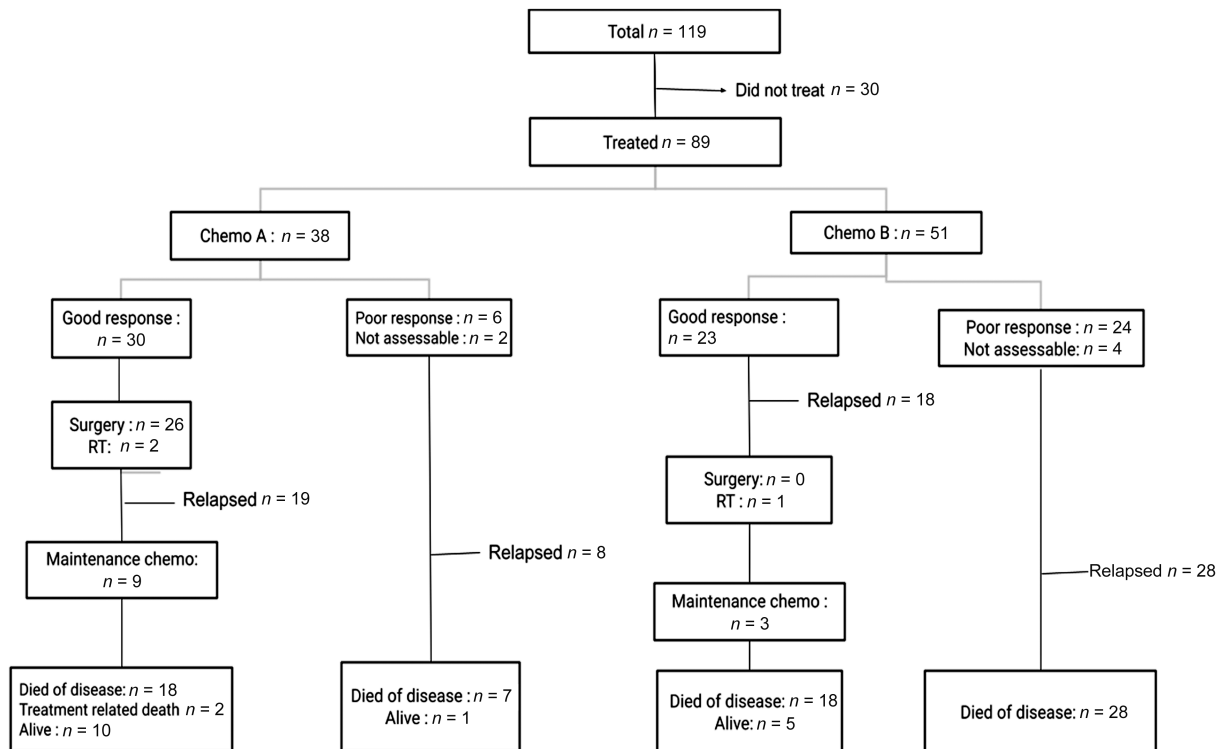 Total n = 119
Did not treat n = 30
Treated n = 89
Chemo A : n = 38
Chemo B : n = 51
Good response :
n = 30
Poor response : n = 6
Not assessable : n = 2
Good response :
n = 23
Poor response : n = 24
Not assessable: n = 4
Relapsed n = 18
Surgery : n = 26
RT: n = 2
Relapsed n = 19
Surgery: n = 0
RT : n = 1
Maintenance chemo:
n = 9
Relapsed n = 8
Relapsed n = 28
Maintenance chemo :
n = 3
Died of disease: n = 18
Treatment related death n = 2
Alive : n = 10
Died of disease : n = 7
Alive : n = 1
Died of disease: n = 18
Alive: n = 5
Died of disease: n = 28